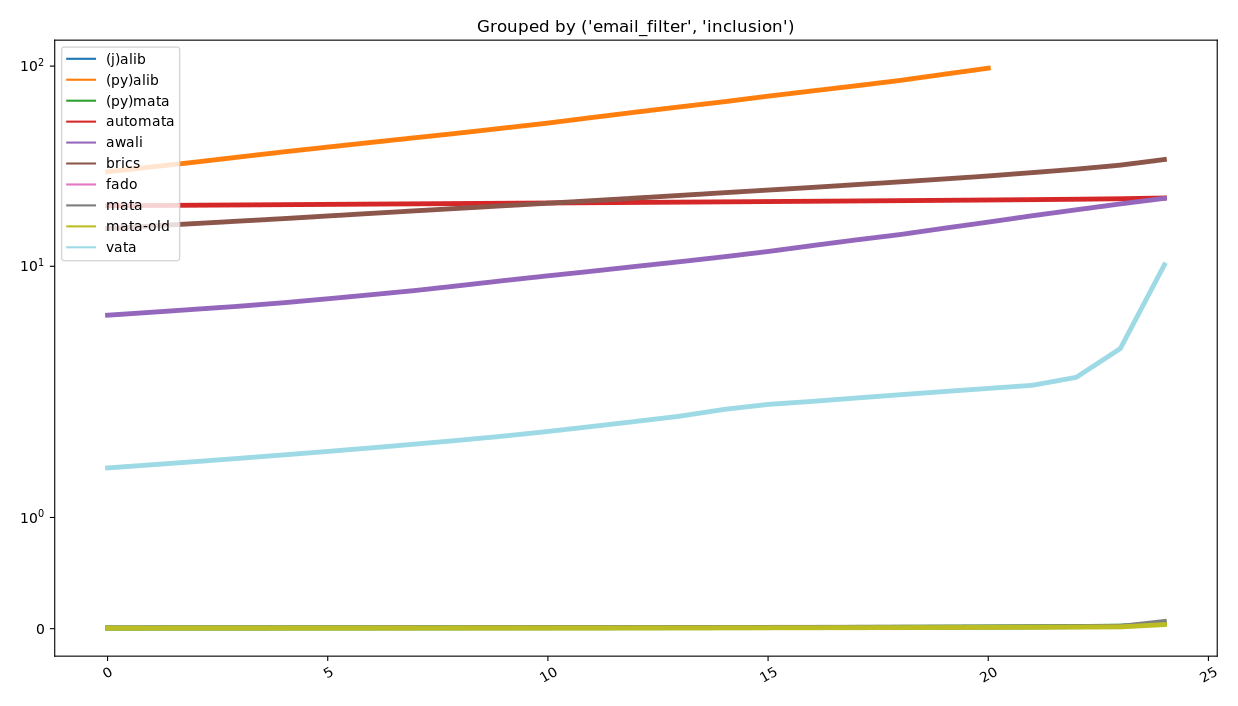 Grouped by ('email_filter', 'inclusion')
(j)alib
(py)alib
(py)mata
automata
awali
brics
fado
mata
mata-old
vata
10²
10¹
10⁰
0
0
5
10
15
20
25